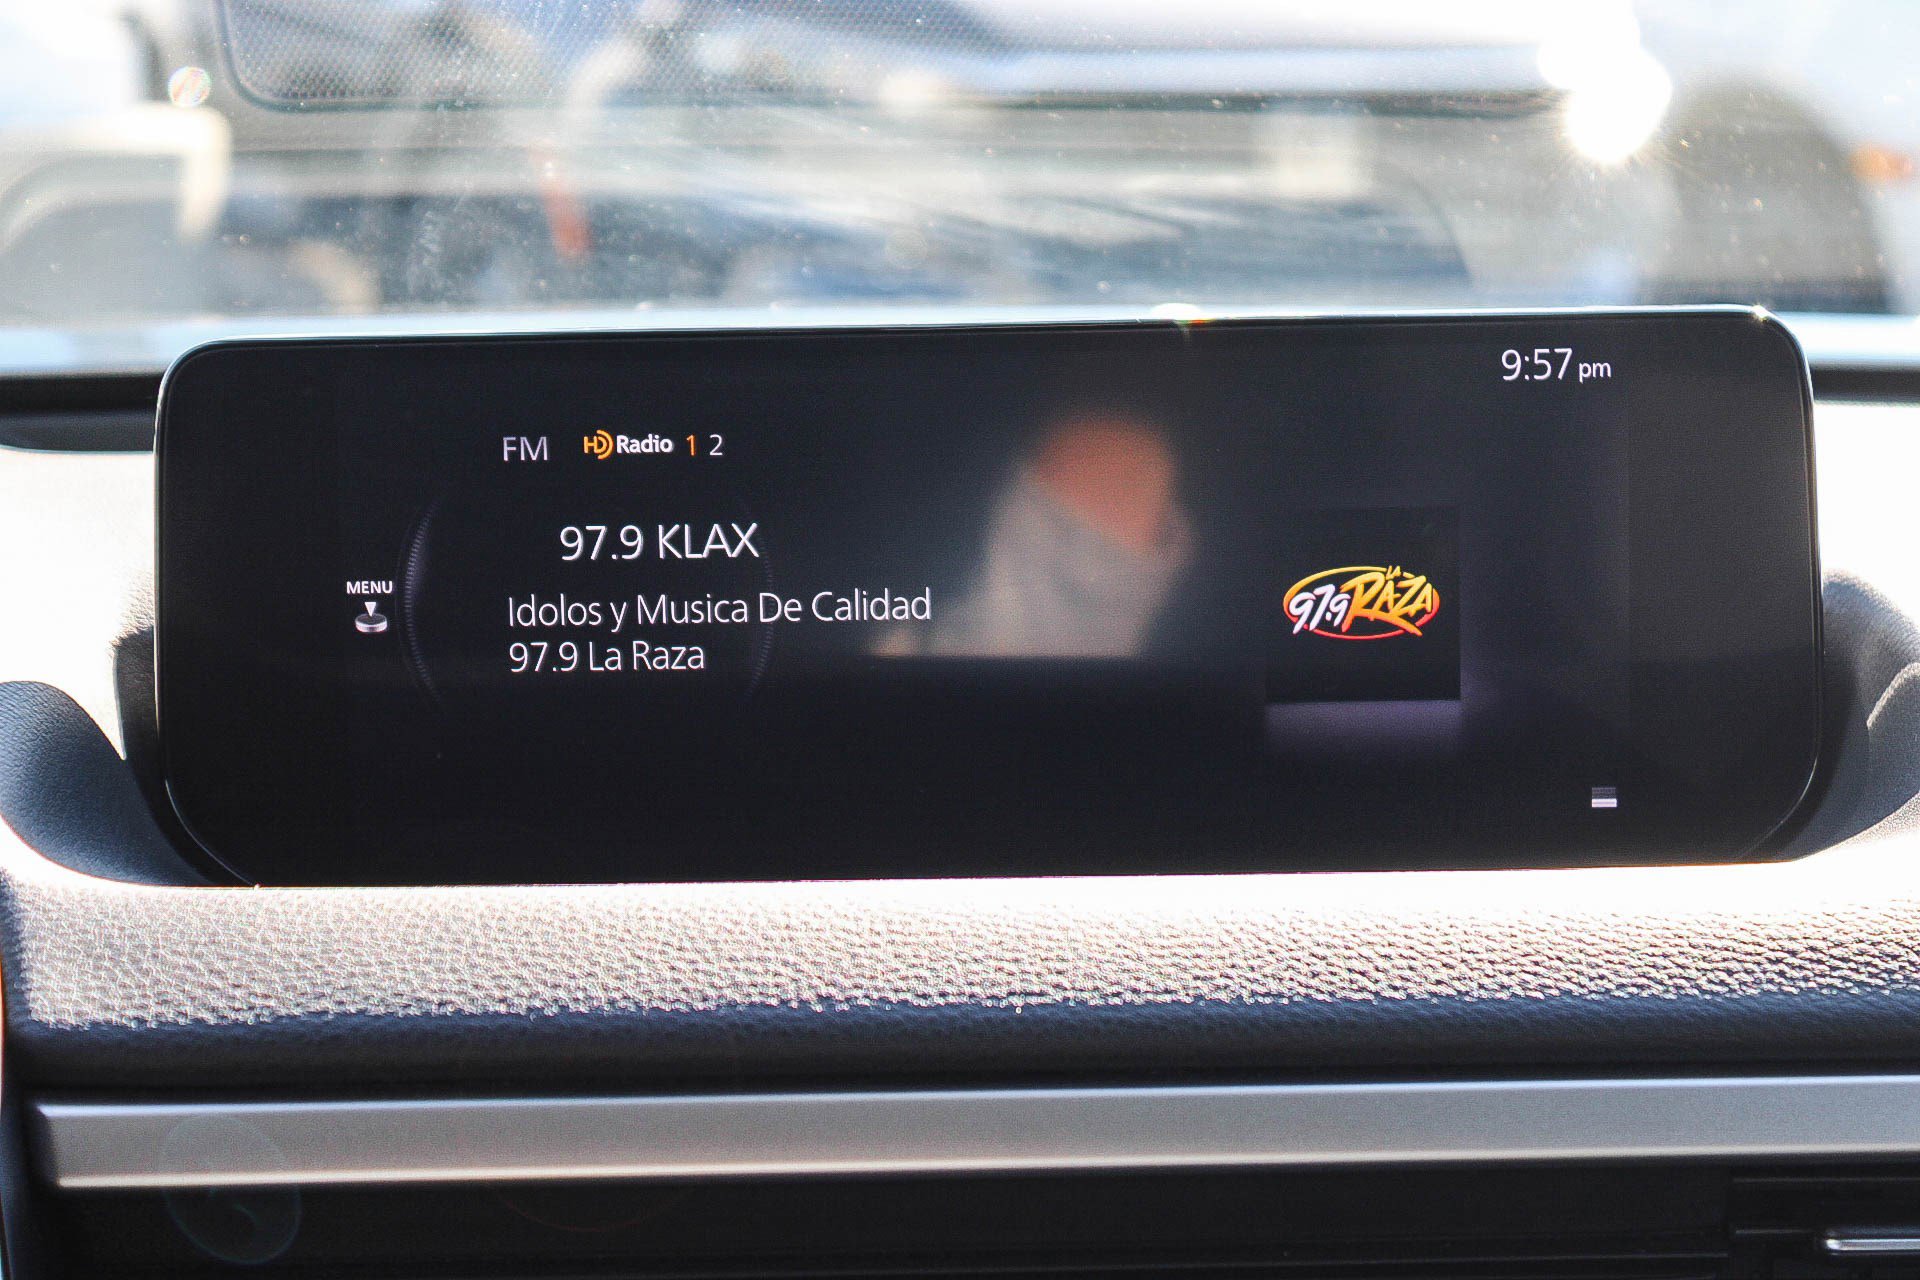 9:57 pm
FM HD Radio 1 2
97.9 KLAX
MENU
Idolos y Musica De Calidad
97.9 La Raza
LA
97.9 RAZA